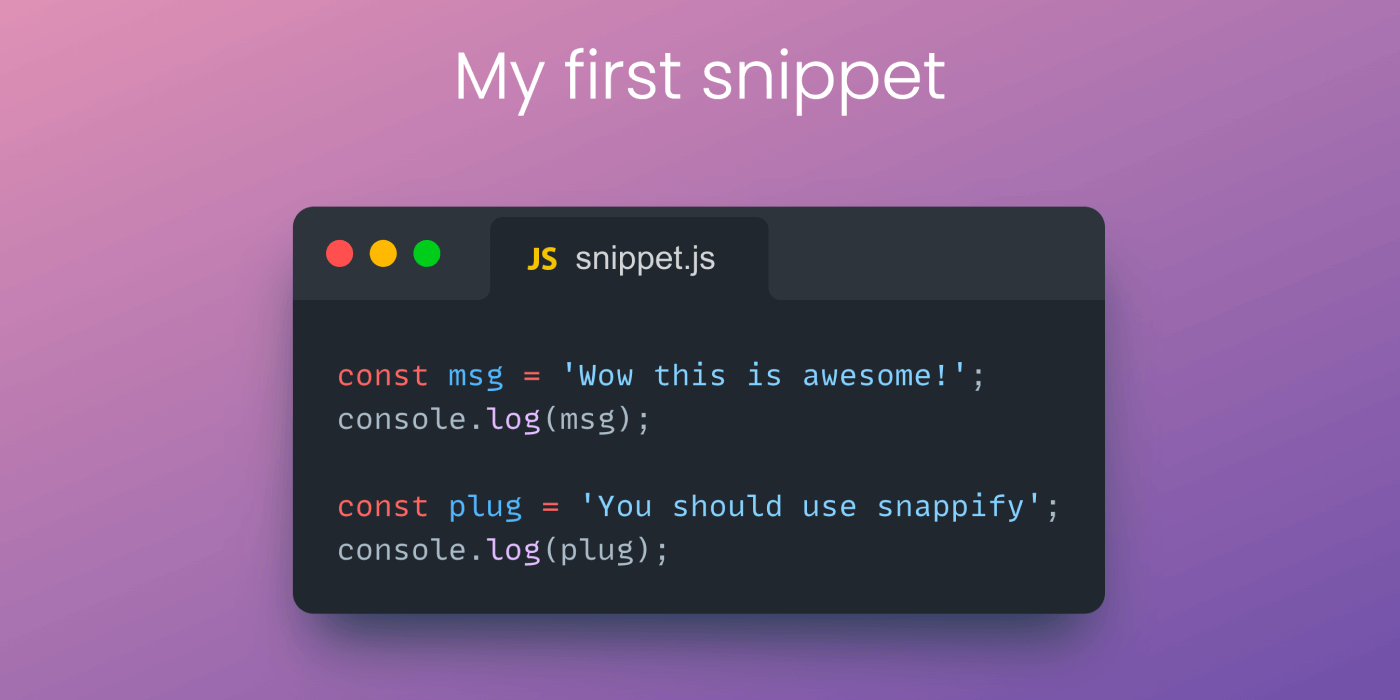 My first snippet
JS snippet.js
const msg = 'Wow this is awesome!';
console.log(msg);
const plug = 'You should use snappify';
console.log(plug);